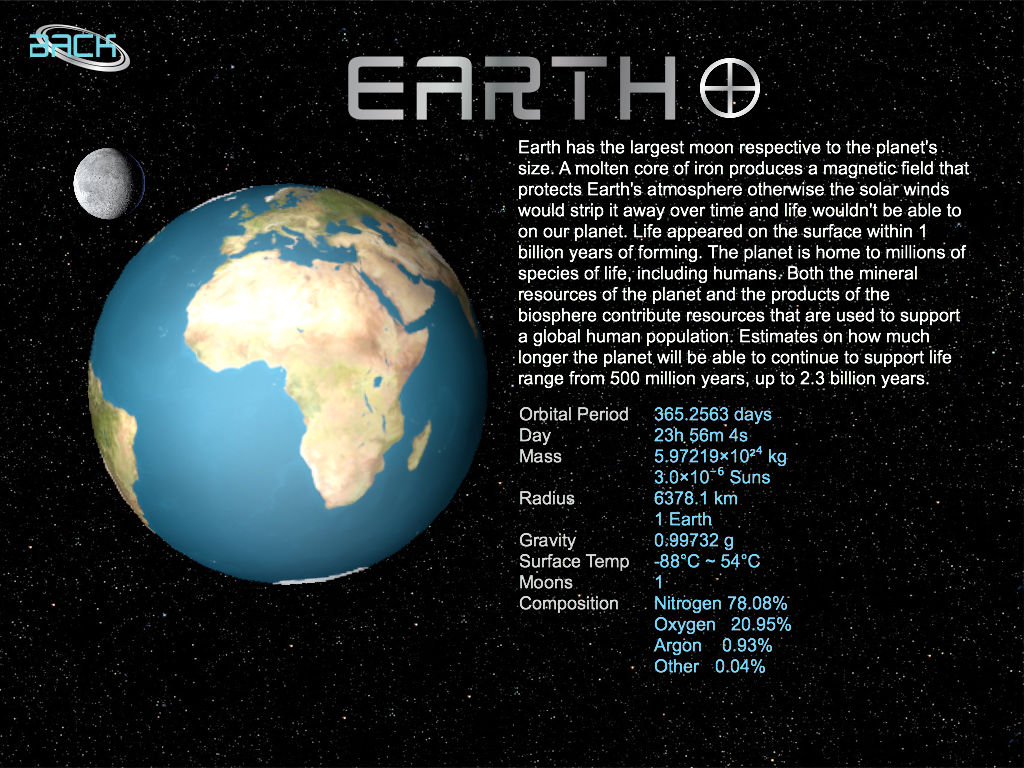 BACK
EARTH
Earth has the largest moon respective to the planet's
size. A molten core of iron produces a magnetic field that
protects Earth's atmosphere otherwise the solar winds
would strip it away over time and life wouldn't be able to
on our planet. Life appeared on the surface within 1
billion years of forming. The planet is home to millions of
species of life, including humans. Both the mineral
resources of the planet and the products of the
biosphere contribute resources that are used to support
a global human population. Estimates on how much
longer the planet will be able to continue to support life
range from 500 million years, up to 2.3 billion years.
Orbital Period 365.2563 days
Day 23h 56m 4s
Mass 5.97219×10²⁴ kg
3.0×10⁻⁶ Suns
Radius 6378.1 km
1 Earth
Gravity 0.99732 g
Surface Temp -88°C ~ 54°C
Moons 1
Composition Nitrogen 78.08%
Oxygen 20.95%
Argon 0.93%
Other 0.04%